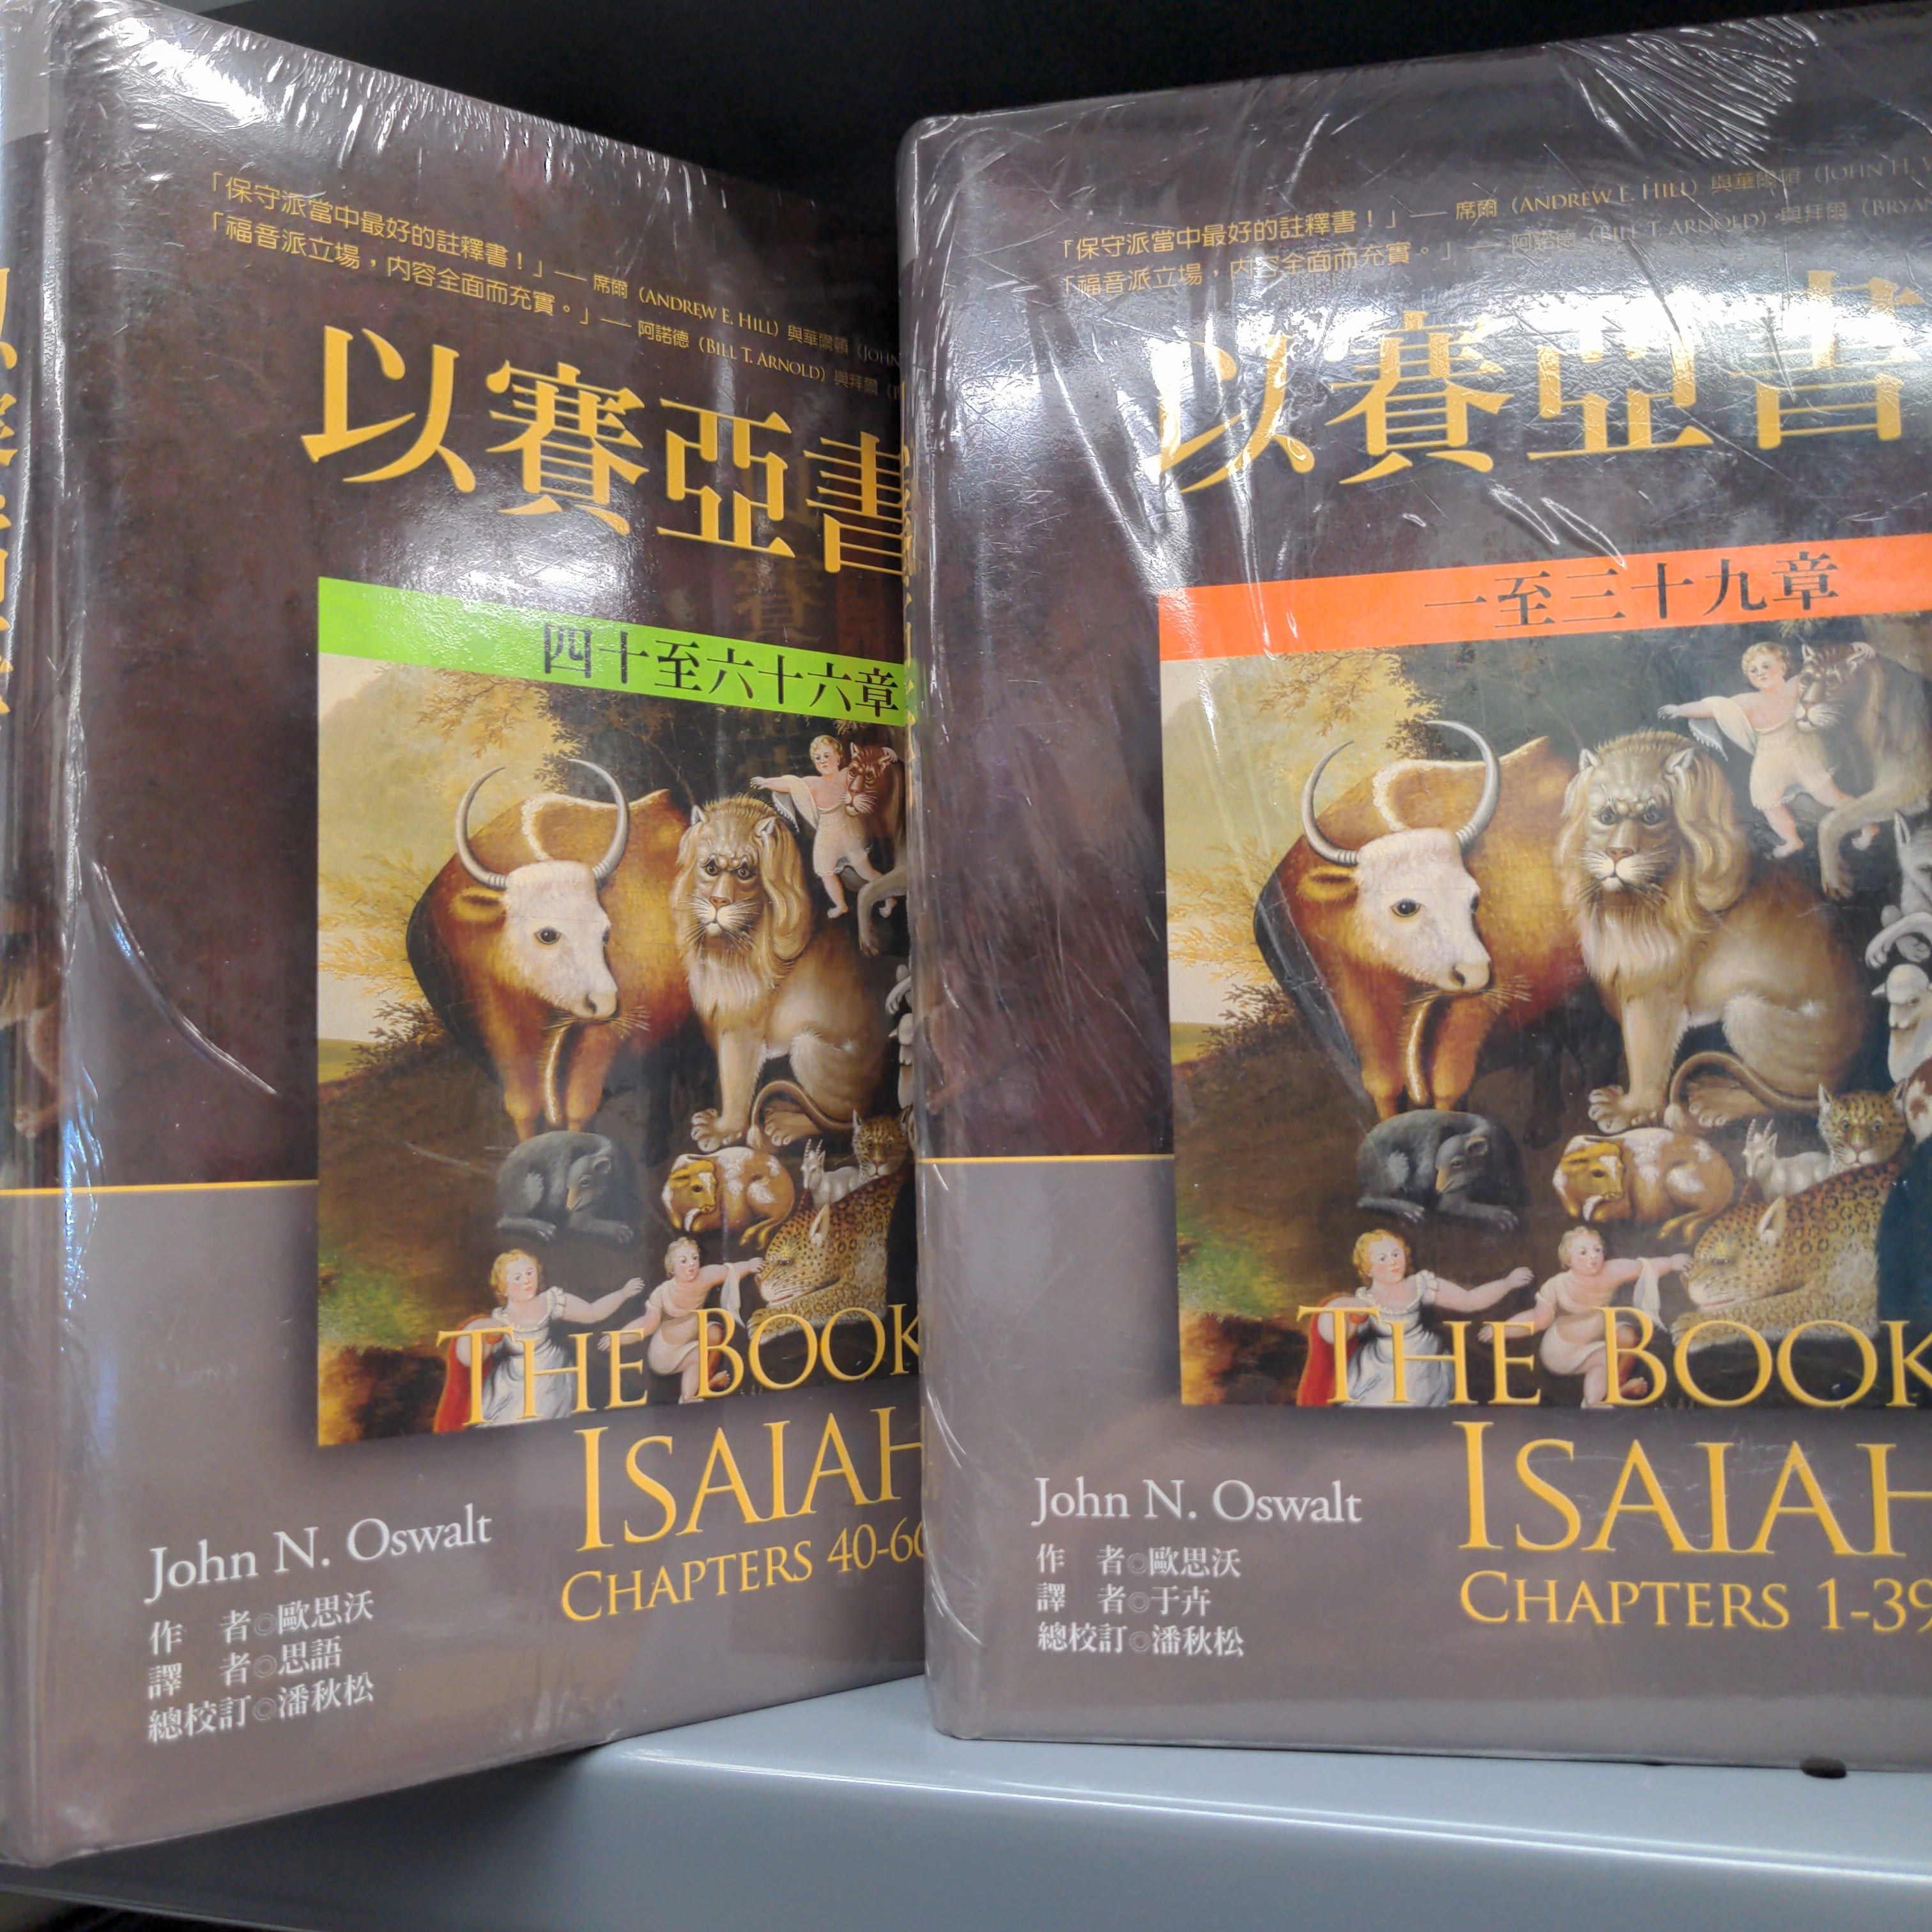 「保守派當中最好的註釋書！」── 席爾（ANDREW E. HILL）與華爾頓（JOHN
「福音派立場，內容全面而充實。」── 阿諾德（BILL T. ARNOLD）與拜爾
以賽亞書
四十至六十六章
THE BOOK
ISAIAH
CHAPTERS 40-6
John N. Oswalt
作 者◎歐思沃
譯 者◎思語
總校訂◎潘秋松
「保守派當中最好的註釋書！」── 席爾（ANDREW E. HILL）與華爾頓（JOHN H.
「福音派立場，內容全面而充實。」── 阿諾德（BILL T. ARNOLD）與拜爾（BRYA
以賽亞書
一至三十九章
THE BOOK
ISAIAH
CHAPTERS 1-39
John N. Oswalt
作 者◎歐思沃
譯 者◎于卉
總校訂◎潘秋松